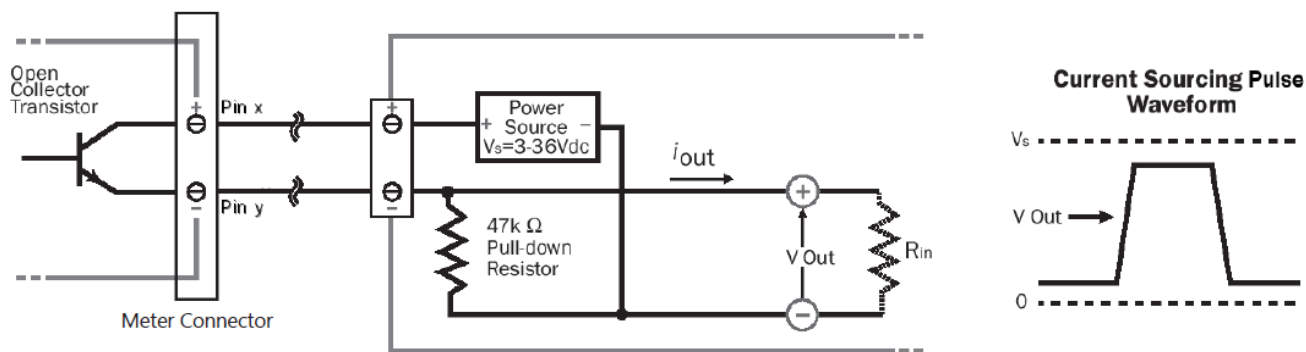 Open
Collector
Transistor
+
Pin x
−
Pin y
Meter Connector
+
−
+ Power −
Source
Vs=3-36Vdc
47k Ω
Pull-down
Resistor
iout
+
V Out
−
Rin
Current Sourcing Pulse
Waveform
Vs
V Out
0